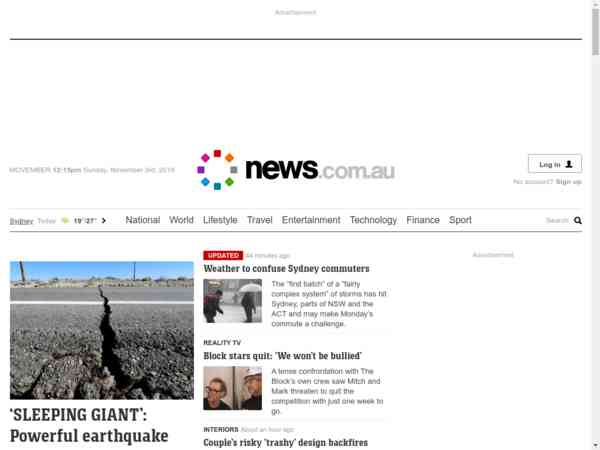 Advertisement
MOVEMBER 12:15pm Sunday, November 3rd, 2019
news.com.au
Log in
No account? Sign up
Sydney Today 19°/27° National World Lifestyle Travel Entertainment Technology Finance Sport Search
UPDATED 44 minutes ago
Advertisement
Weather to confuse Sydney commuters
The "first batch" of a "fairly
complex system" of storms has hit
Sydney, parts of NSW and the
ACT and may make Monday's
commute a challenge.
REALITY TV
Block stars quit: 'We won't be bullied'
A tense confrontation with The
Block's own crew saw Mitch and
Mark threaten to quit the
competition with just one week to
go.
'SLEEPING GIANT':
Powerful earthquake
INTERIORS About an hour ago
Couple's risky 'trashy' design backfires